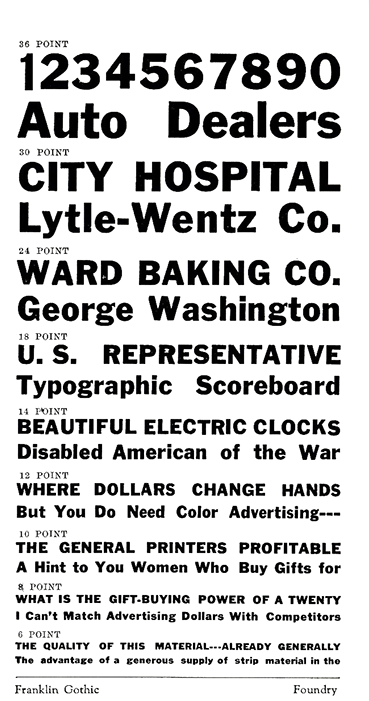 36 POINT
1234567890
Auto Dealers
30 POINT
CITY HOSPITAL
Lytle-Wentz Co.
24 POINT
WARD BAKING CO.
George Washington
18 POINT
U. S. REPRESENTATIVE
Typographic Scoreboard
14 POINT
BEAUTIFUL ELECTRIC CLOCKS
Disabled American of the War
12 POINT
WHERE DOLLARS CHANGE HANDS
But You Do Need Color Advertising---
10 POINT
THE GENERAL PRINTERS PROFITABLE
A Hint to You Women Who Buy Gifts for
8 POINT
WHAT IS THE GIFT-BUYING POWER OF A TWENTY
I Can't Match Advertising Dollars With Competitors
6 POINT
THE QUALITY OF THIS MATERIAL---ALREADY GENERALLY
The advantage of a generous supply of strip material in the
Franklin Gothic Foundry